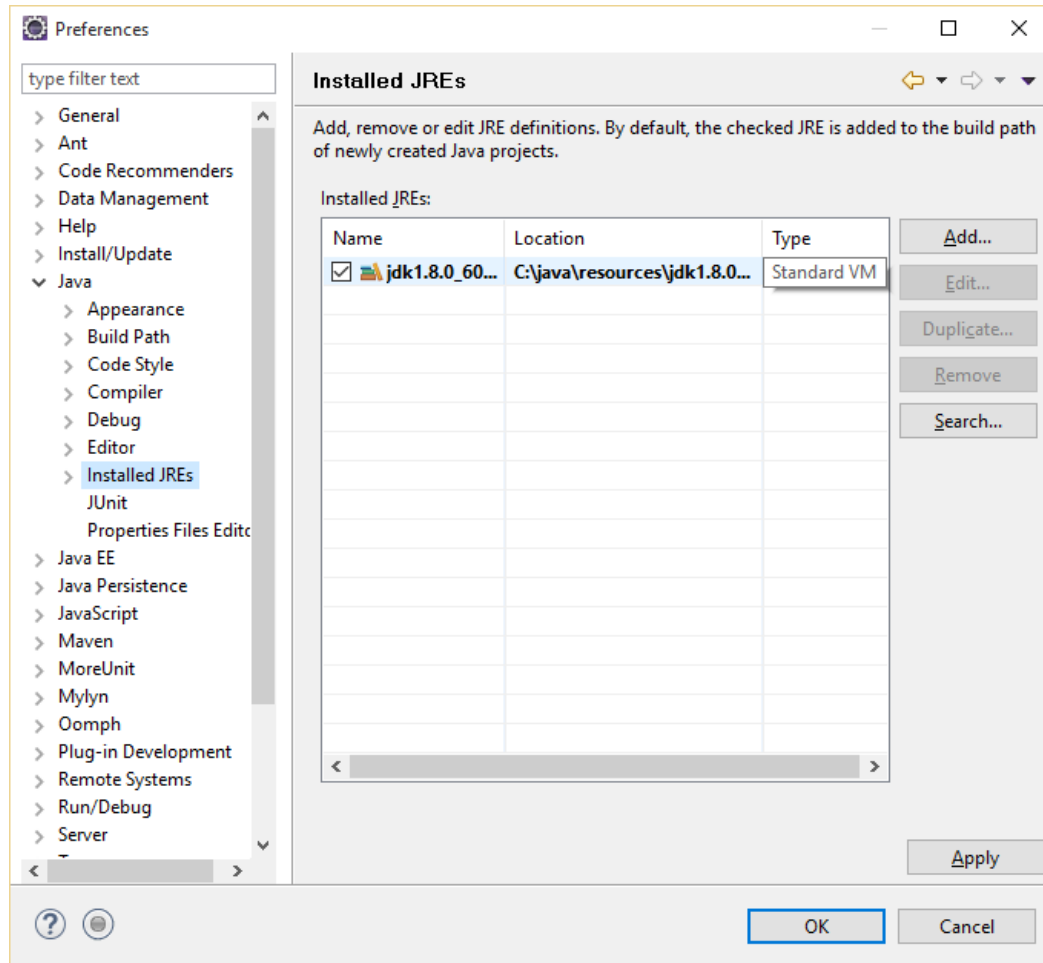 Preferences
type filter text
General
Ant
Code Recommenders
Data Management
Help
Install/Update
Java
Appearance
Build Path
Code Style
Compiler
Debug
Editor
Installed JREs
JUnit
Properties Files Edito
Java EE
Java Persistence
JavaScript
Maven
MoreUnit
Mylyn
Oomph
Plug-in Development
Remote Systems
Run/Debug
Server
Installed JREs
Add, remove or edit JRE definitions. By default, the checked JRE is added to the build path
of newly created Java projects.
Installed JREs:
Name Location Type
jdk1.8.0_60... C:\java\resources\jdk1.8.0... Standard VM
Add...
Edit...
Duplicate...
Remove
Search...
Apply
? OK Cancel